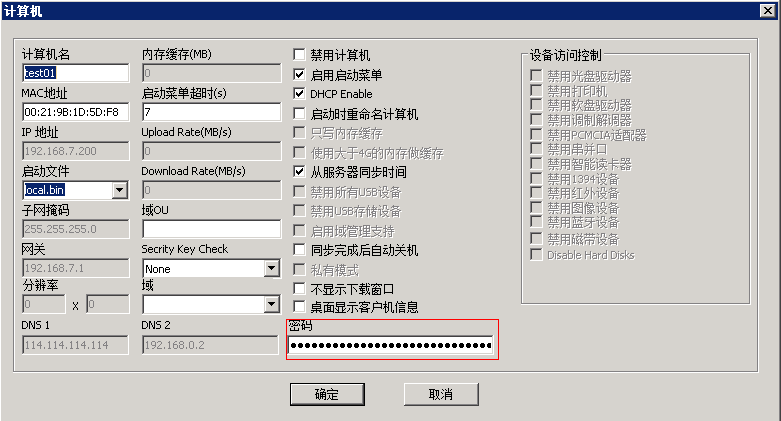 计算机
计算机名
test01
MAC地址
00:21:9B:1D:5D:F8
IP 地址
192.168.7.200
启动文件
local.bin
子网掩码
255.255.255.0
网关
192.168.7.1
分辨率
0 x 0
DNS 1
114.114.114.114
内存缓存(MB)
0
启动菜单超时(s)
7
Upload Rate(MB/s)
0
Download Rate(MB/s)
0
域OU
Secrity Key Check
None
域
DNS 2
192.168.0.2
禁用计算机
启用启动菜单
DHCP Enable
启动时重命名计算机
只写内存缓存
使用大于4G的内存做缓存
从服务器同步时间
禁用所有USB设备
禁用USB存储设备
启用域管理支持
同步完成后自动关机
私有模式
不显示下载窗口
桌面显示客户机信息
密码
设备访问控制
禁用光盘驱动器
禁用打印机
禁用软盘驱动器
禁用调制解调器
禁用PCMCIA适配器
禁用串并口
禁用智能读卡器
禁用1394设备
禁用红外设备
禁用图像设备
禁用蓝牙设备
禁用磁带设备
Disable Hard Disks
确定
取消